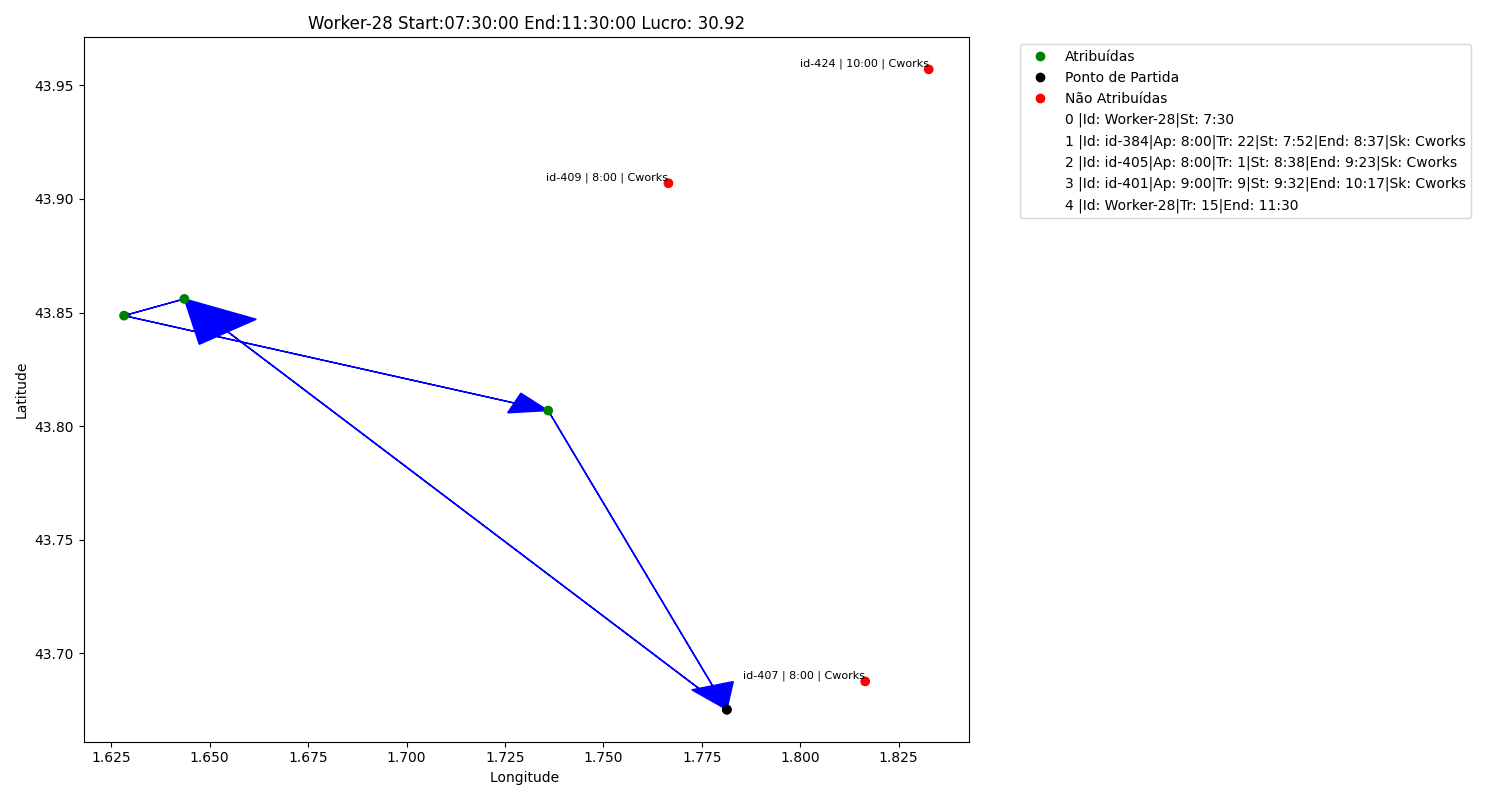 Worker-28 Start:07:30:00 End:11:30:00 Lucro: 30.92
Atribuídas
Ponto de Partida
Não Atribuídas
0 |Id: Worker-28|St: 7:30
1 |Id: id-384|Ap: 8:00|Tr: 22|St: 7:52|End: 8:37|Sk: Cworks
2 |Id: id-405|Ap: 8:00|Tr: 1|St: 8:38|End: 9:23|Sk: Cworks
3 |Id: id-401|Ap: 9:00|Tr: 9|St: 9:32|End: 10:17|Sk: Cworks
4 |Id: Worker-28|Tr: 15|End: 11:30
id-424 | 10:00 | Cworks
id-409 | 8:00 | Cworks
id-407 | 8:00 | Cworks
Latitude
43.95
43.90
43.85
43.80
43.75
43.70
1.625
1.650
1.675
1.700
1.725
1.750
1.775
1.800
1.825
Longitude